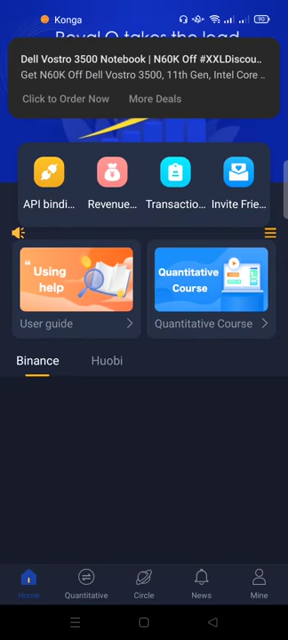 Konga
90
Royal Q takes the lead
Dell Vostro 3500 Notebook | N60K Off #XXLDiscou..
Get N60K Off Dell Vostro 3500, 11th Gen, Intel Core ..
Click to Order Now More Deals
API bindi... Revenue... Transactio... Invite Frie...
Using
help
Quantitative
Course
User guide Quantitative Course
Binance Huobi
Home Quantitative Circle News Mine